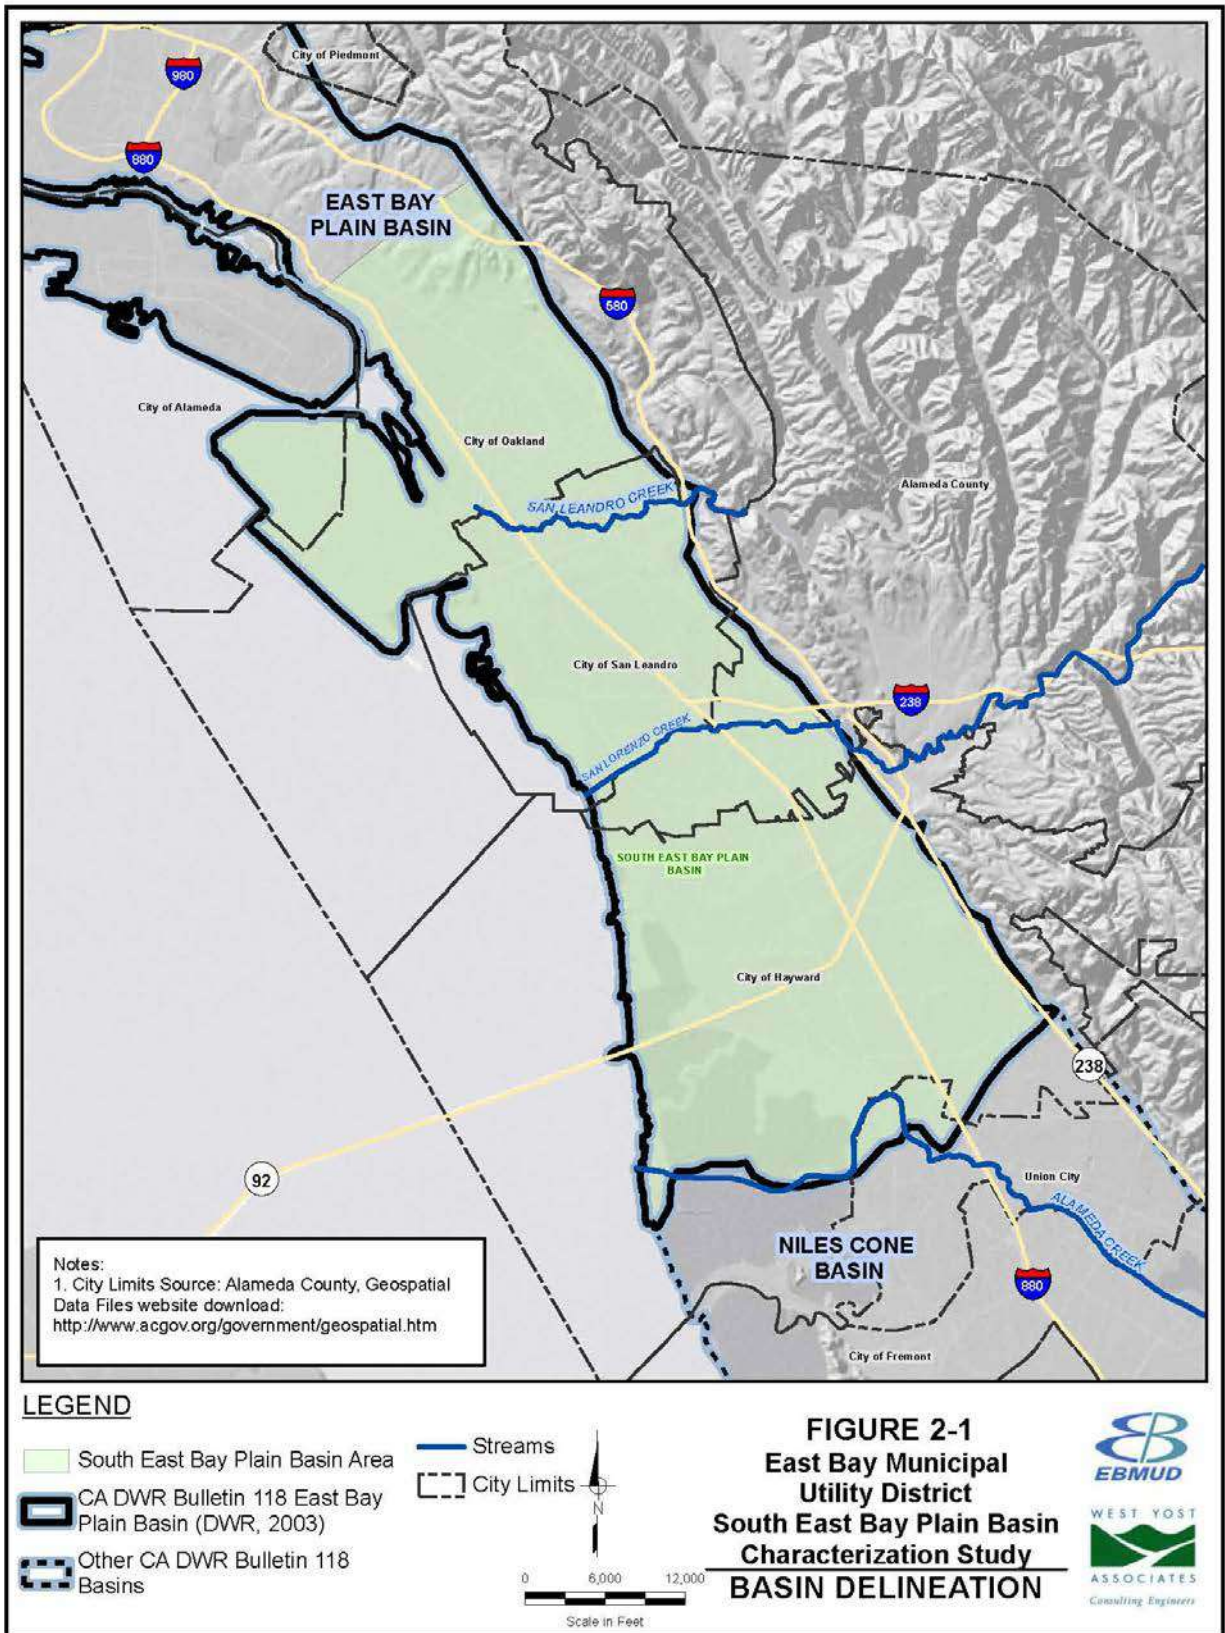 City of Piedmont
980
880
EAST BAY
PLAIN BASIN
580
City of Alameda
City of Oakland
SAN LEANDRO CREEK
Alameda County
City of San Leandro
238
SAN LORENZO CREEK
SOUTH EAST BAY PLAIN
BASIN
City of Hayward
238
92
Union City
ALAMEDA CREEK
NILES CONE
BASIN
880
City of Fremont
Notes:
1. City Limits Source: Alameda County, Geospatial
Data Files website download:
http://www.acgov.org/government/geospatial.htm
LEGEND
South East Bay Plain Basin Area
CA DWR Bulletin 118 East Bay
Plain Basin (DWR, 2003)
Other CA DWR Bulletin 118
Basins
Streams
City Limits
N
0 6,000 12,000
Scale in Feet
FIGURE 2-1
East Bay Municipal
Utility District
South East Bay Plain Basin
Characterization Study
BASIN DELINEATION
EBMUD
WEST YOST
ASSOCIATES
Consulting Engineers